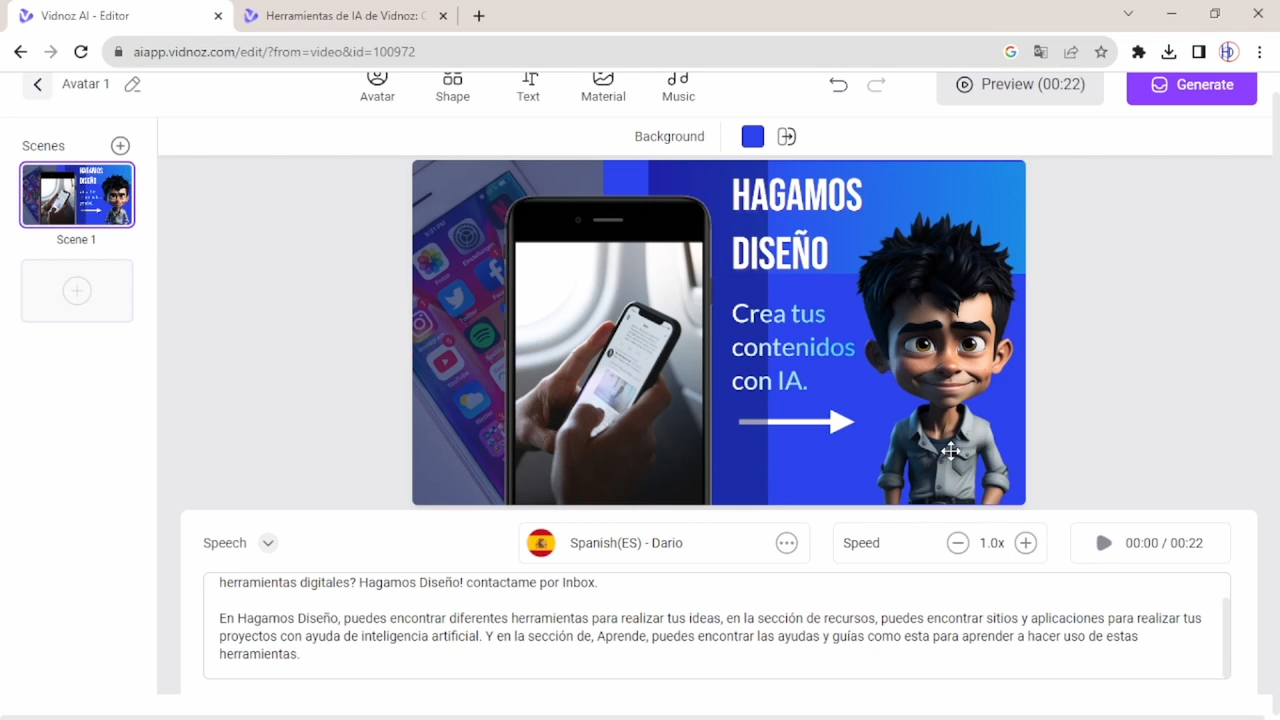 Vidnoz AI - Editor
Herramientas de IA de Vidnoz:
aiapp.vidnoz.com/edit/?from=video&id=100972
Avatar 1
Avatar
Shape
Text
Material
Music
Preview (00:22)
Generate
Scenes
Background
HAGAMOS
DISEÑO
Scene 1
HAGAMOS
DISEÑO
Crea tus
contenidos
con IA.
Speech
Spanish(ES) - Dario
Speed
1.0x
00:00 / 00:22
herramientas digitales? Hagamos Diseño! contactame por Inbox.
En Hagamos Diseño, puedes encontrar diferentes herramientas para realizar tus ideas, en la sección de recursos, puedes encontrar sitios y aplicaciones para realizar tus
proyectos con ayuda de inteligencia artificial. Y en la sección de, Aprende, puedes encontrar las ayudas y guías como esta para aprender a hacer uso de estas
herramientas.